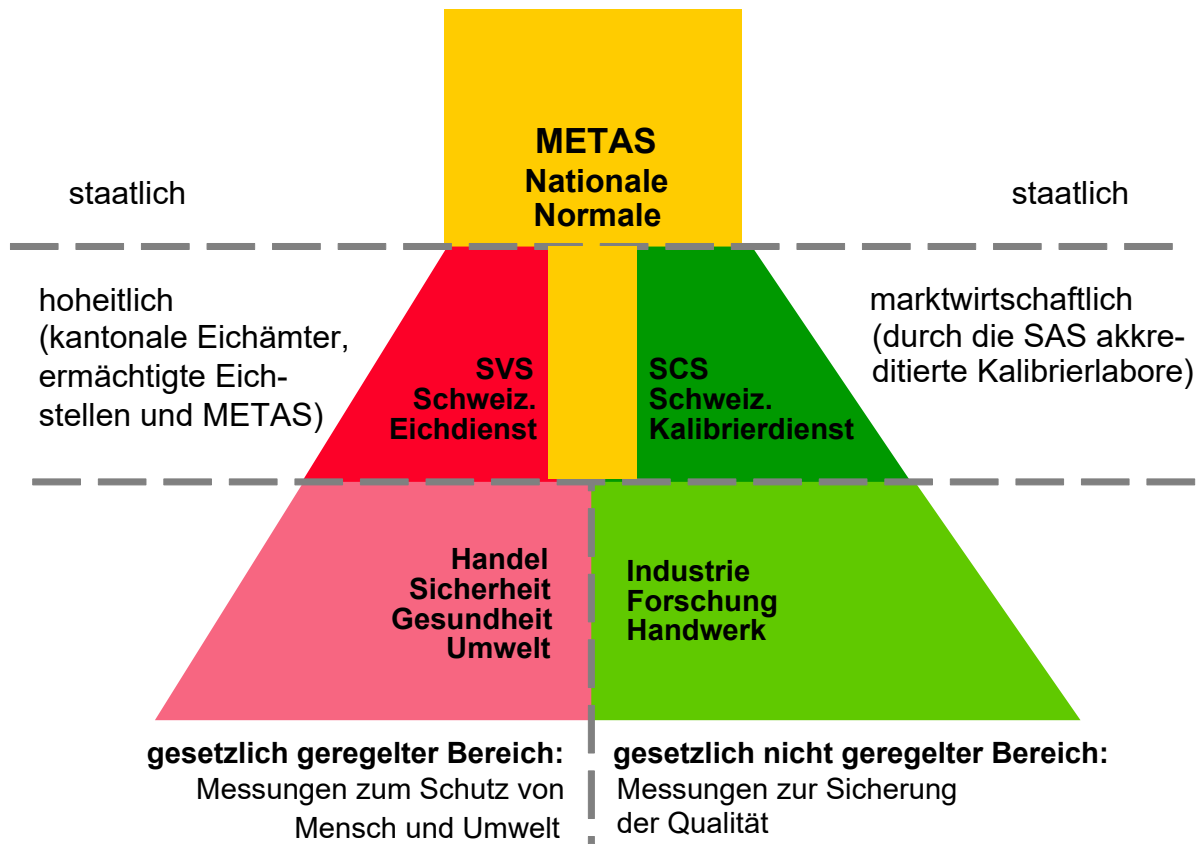 METAS
Nationale
Normale
staatlich
staatlich
hoheitlich
(kantonale Eichämter,
ermächtigte Eich-
stellen und METAS)
marktwirtschaftlich
(durch die SAS akkre-
ditierte Kalibrierlabore)
SVS
Schweiz.
Eichdienst
SCS
Schweiz.
Kalibrierdienst
Handel
Sicherheit
Gesundheit
Umwelt
Industrie
Forschung
Handwerk
gesetzlich geregelter Bereich:
Messungen zum Schutz von
Mensch und Umwelt
gesetzlich nicht geregelter Bereich:
Messungen zur Sicherung
der Qualität